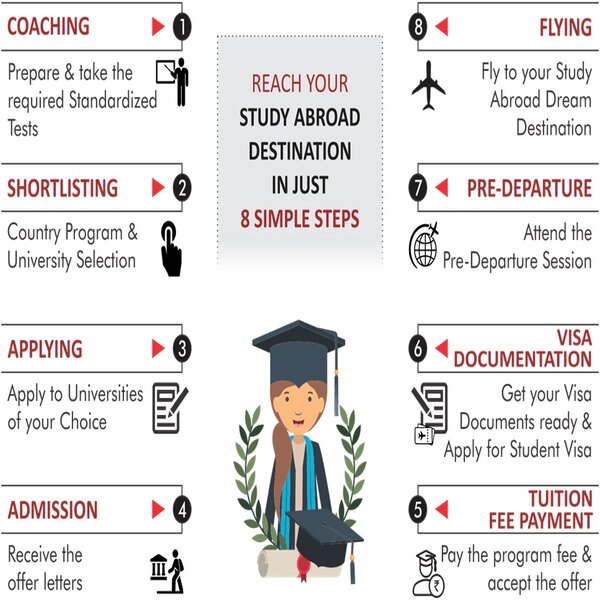 COACHING
1
Prepare & take the
required Standardized
Tests
SHORTLISTING
2
Country Program &
University Selection
APPLYING
3
Apply to Universities
of your Choice
ADMISSION
4
Receive the
offer letters
REACH YOUR
STUDY ABROAD
DESTINATION
IN JUST
8 SIMPLE STEPS
8
FLYING
Fly to your Study
Abroad Dream
Destination
7
PRE-DEPARTURE
Attend the
Pre-Departure Session
6
VISA
DOCUMENTATION
Get your Visa
Documents ready &
Apply for Student Visa
5
TUITION
FEE PAYMENT
Pay the program fee &
accept the offer
₹